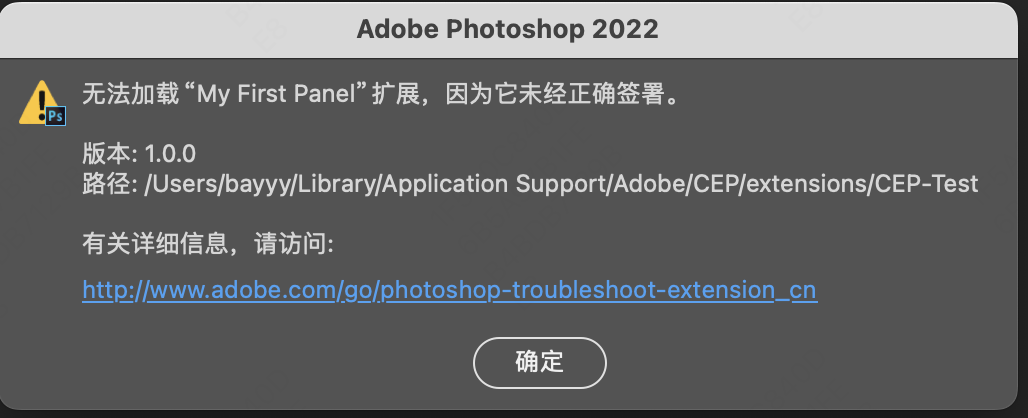 Adobe Photoshop 2022
无法加载“My First Panel”扩展，因为它未经正确签署。
Ps
版本: 1.0.0
路径: /Users/bayyy/Library/Application Support/Adobe/CEP/extensions/CEP-Test
有关详细信息，请访问:
http://www.adobe.com/go/photoshop-troubleshoot-extension_cn
确定